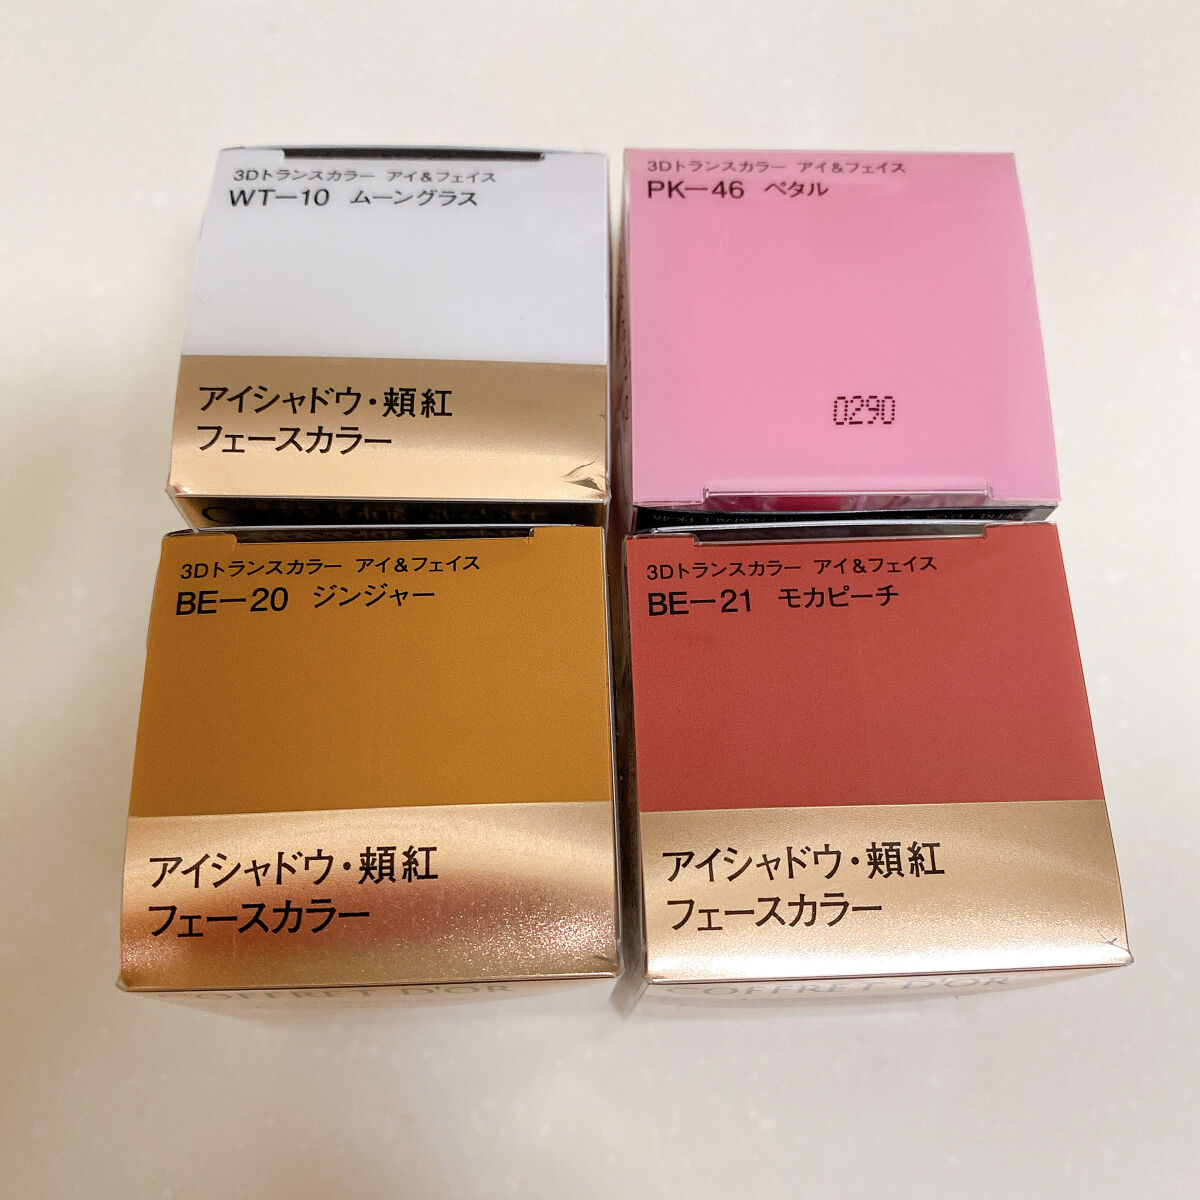 3Dトランスカラー アイ&フェイス
WT−10 ムーングラス
アイシャドウ・頬紅
フェースカラー
3Dトランスカラー アイ&フェイス
PK−46 ペタル
0290
3Dトランスカラー アイ&フェイス
BE−20 ジンジャー
アイシャドウ・頬紅
フェースカラー
COFFRET D'OR
3Dトランスカラー アイ&フェイス
BE−21 モカピーチ
アイシャドウ・頬紅
フェースカラー
COFFRET D'OR